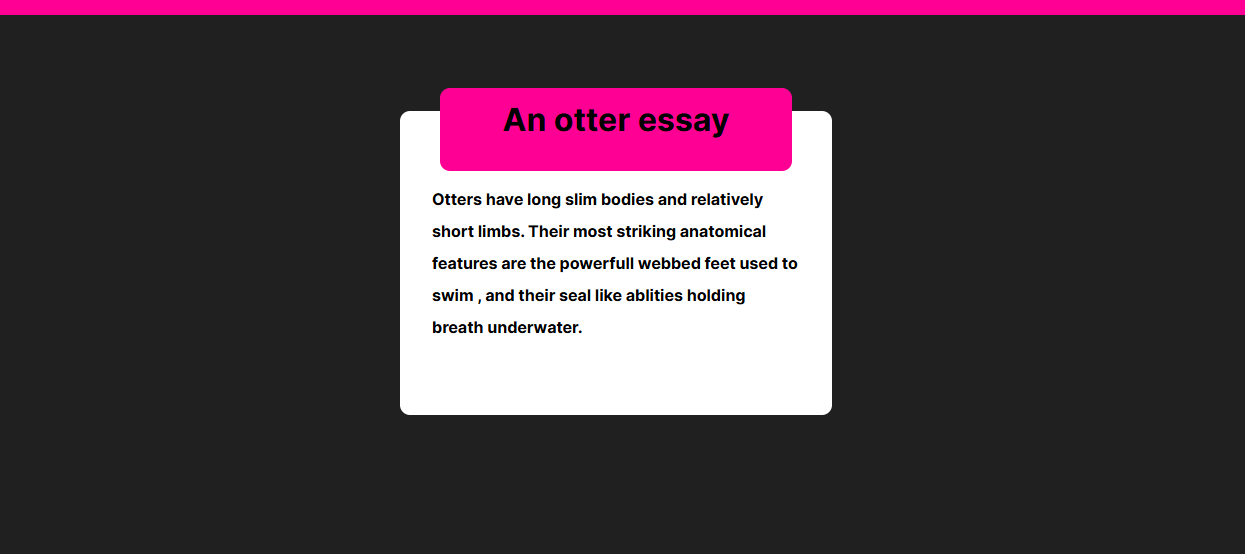 An otter essay
Otters have long slim bodies and relatively
short limbs. Their most striking anatomical
features are the powerfull webbed feet used to
swim , and their seal like ablities holding
breath underwater.